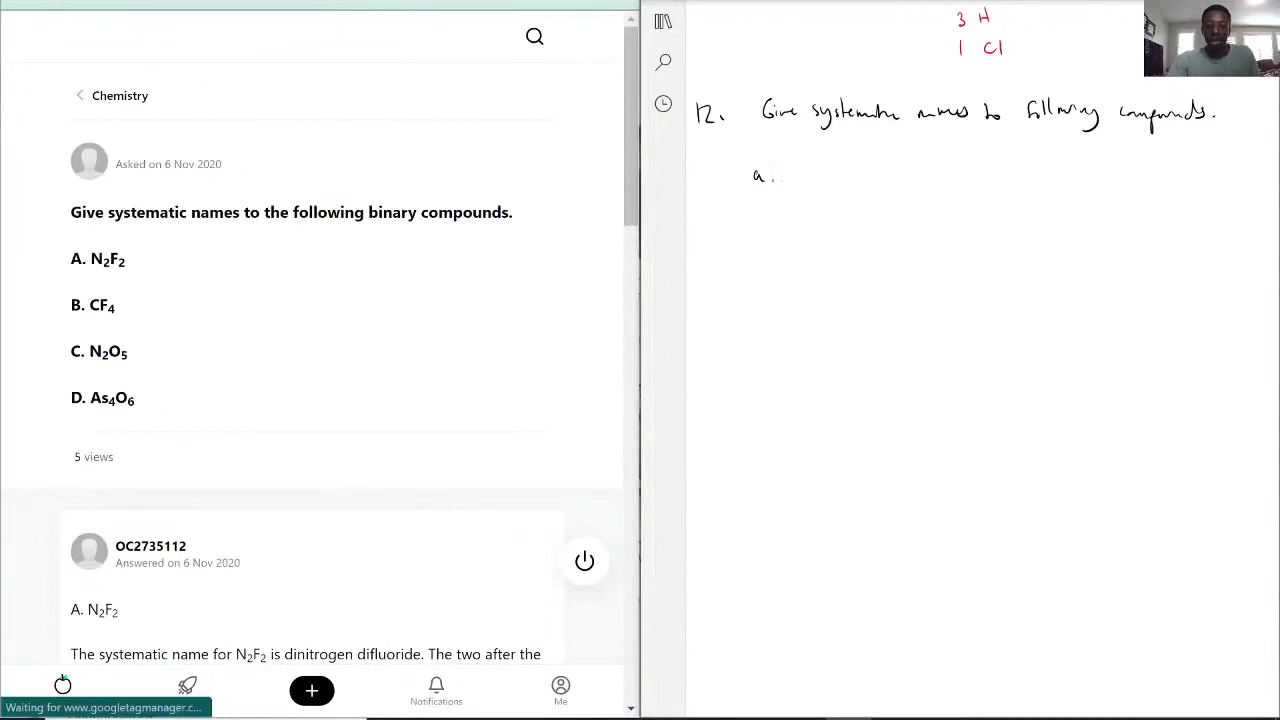 Chemistry
Asked on 6 Nov 2020
Give systematic names to the following binary compounds.
A. N₂F₂
B. CF₄
C. N₂O₅
D. As₄O₆
5 views
OC2735112
Answered on 6 Nov 2020
A. N₂F₂
The systematic name for N₂F₂ is dinitrogen difluoride. The two after the
Notifications
Me
Waiting for www.googletagmanager.c...
3 H
1 Cl
12. Give systematic names to following compounds.
a.